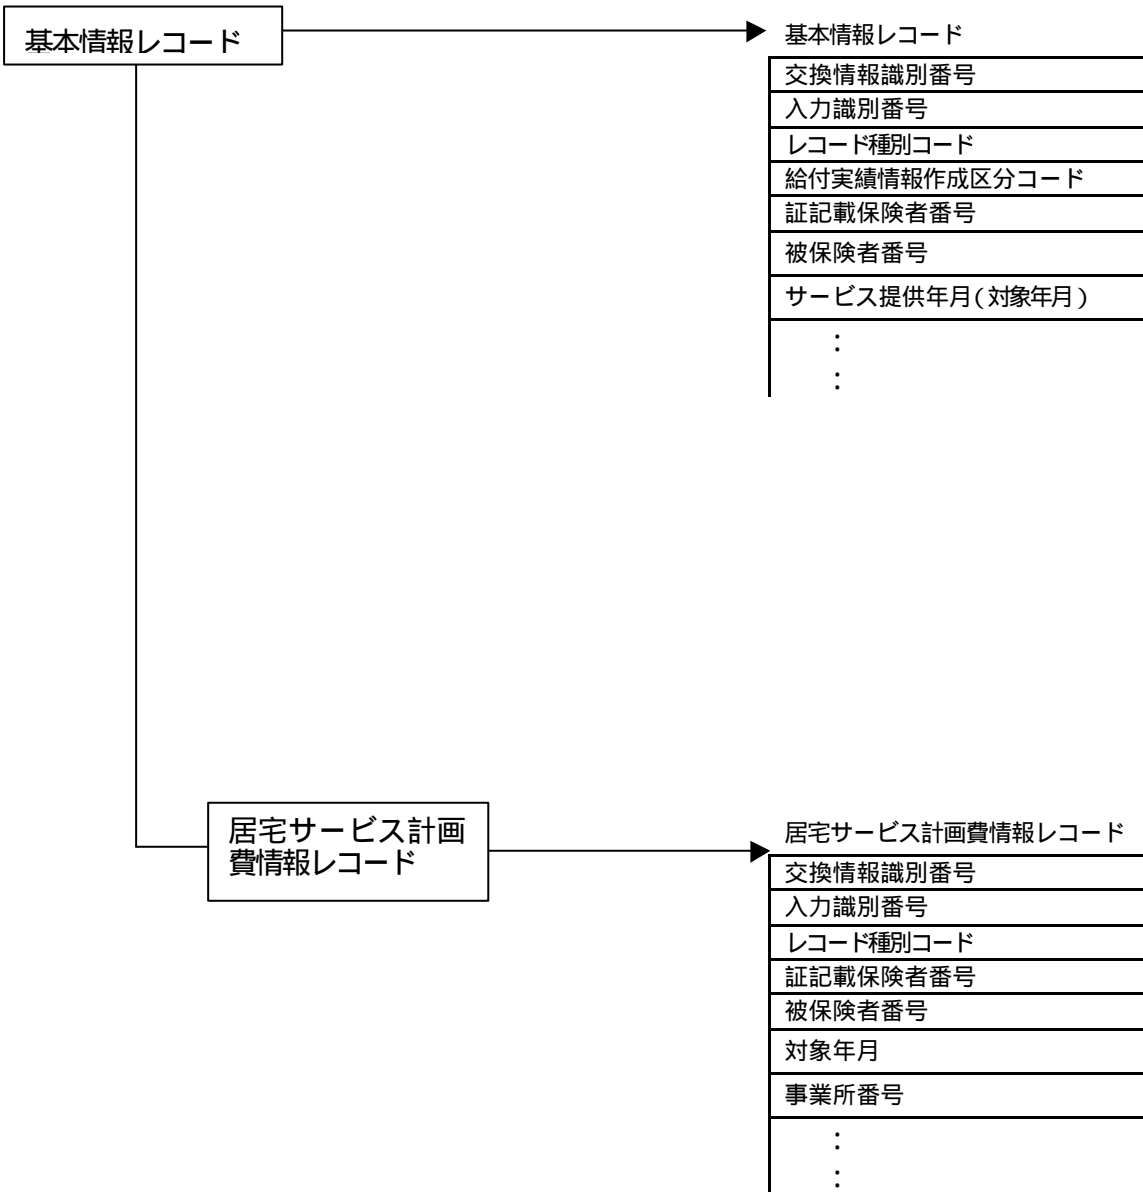 基本情報レコード
基本情報レコード
交換情報識別番号
入力識別番号
レコード種別コード
給付実績情報作成区分コード
証記載保険者番号
被保険者番号
サービス提供年月(対象年月)
:
:
居宅サービス計画
費情報レコード
居宅サービス計画費情報レコード
交換情報識別番号
入力識別番号
レコード種別コード
証記載保険者番号
被保険者番号
対象年月
事業所番号
:
: